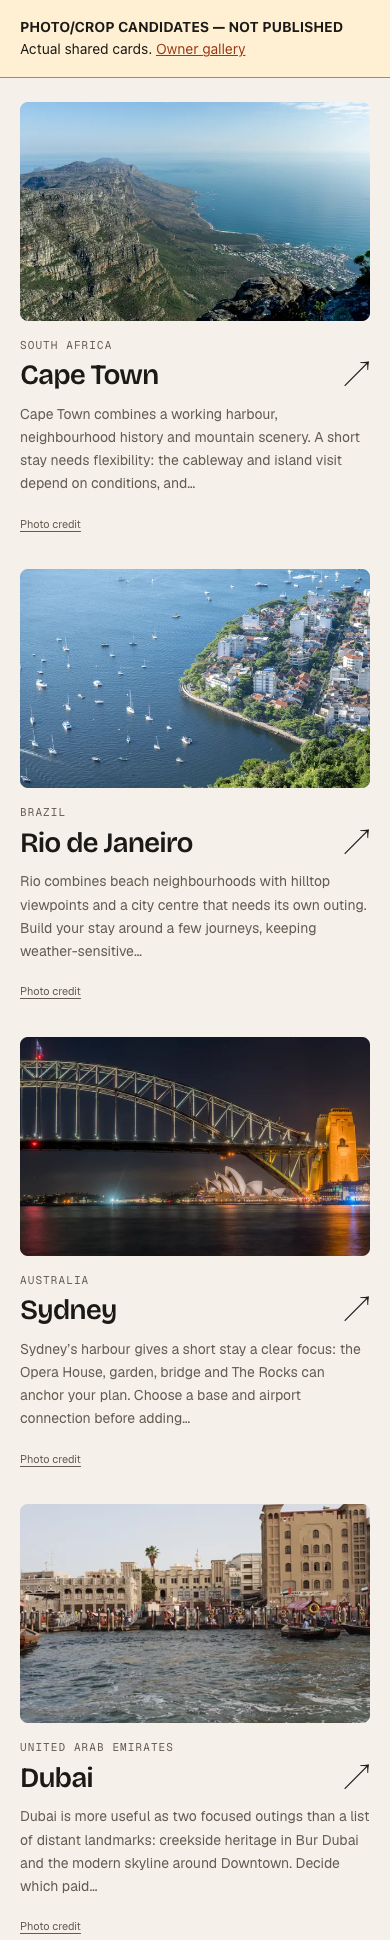 PHOTO/CROP CANDIDATES — NOT PUBLISHED
Actual shared cards. Owner gallery
SOUTH AFRICA
Cape Town
Cape Town combines a working harbour,
neighbourhood history and mountain scenery. A short
stay needs flexibility: the cableway and island visit
depend on conditions, and…
Photo credit
BRAZIL
Rio de Janeiro
Rio combines beach neighbourhoods with hilltop
viewpoints and a city centre that needs its own outing.
Build your stay around a few journeys, keeping
weather-sensitive…
Photo credit
AUSTRALIA
Sydney
Sydney’s harbour gives a short stay a clear focus: the
Opera House, garden, bridge and The Rocks can
anchor your plan. Choose a base and airport
connection before adding…
Photo credit
UNITED ARAB EMIRATES
Dubai
Dubai is more useful as two focused outings than a list
of distant landmarks: creekside heritage in Bur Dubai
and the modern skyline around Downtown. Decide
which paid…
Photo credit